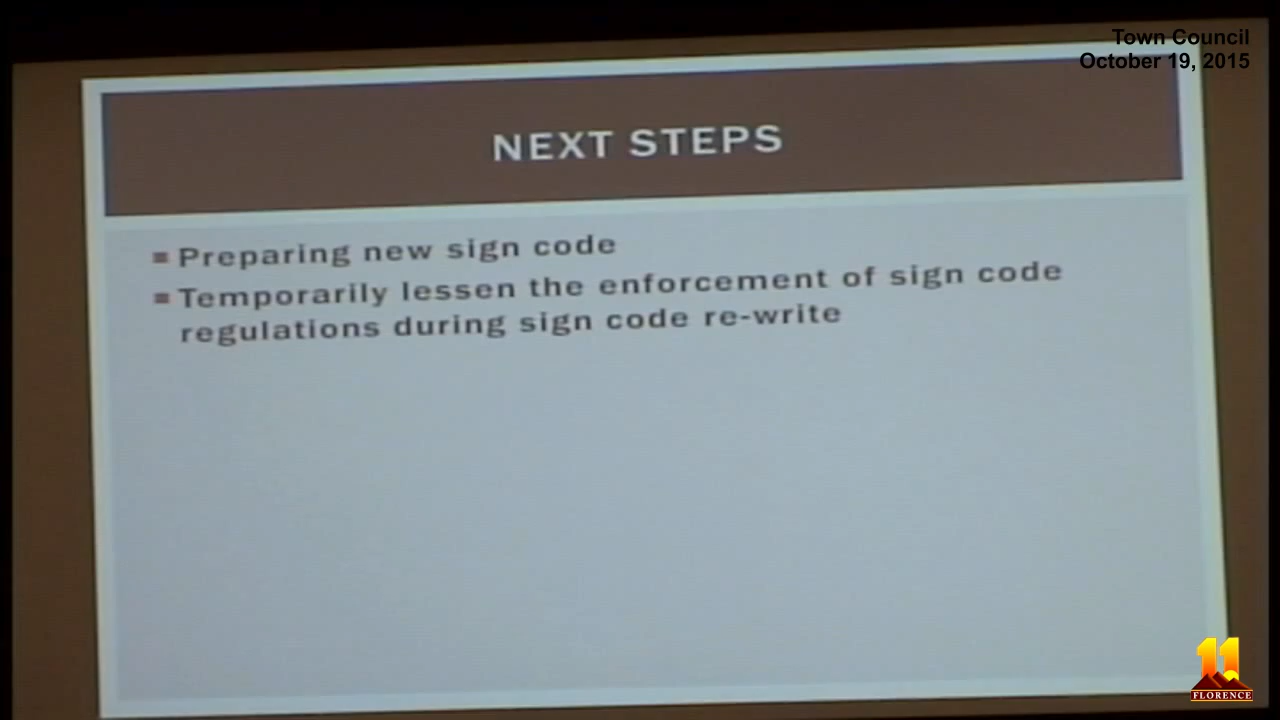 Town Council
October 19, 2015
NEXT STEPS
Preparing new sign code
Temporarily lessen the enforcement of sign code
regulations during sign code re-write
11
FLORENCE